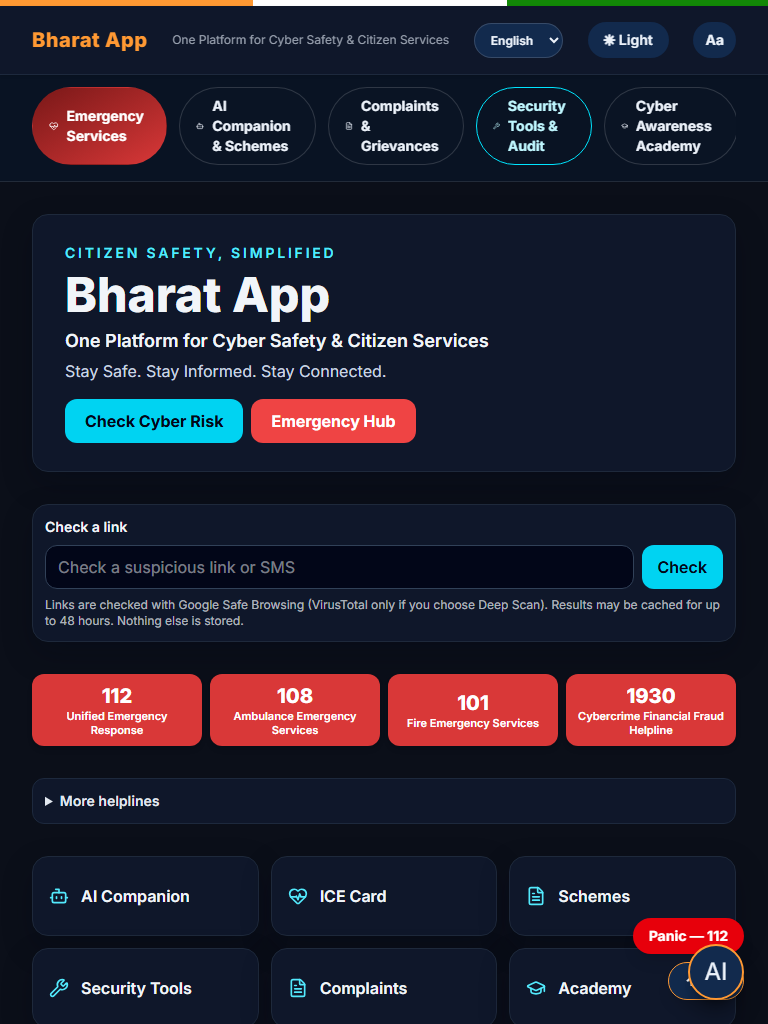 Bharat App
One Platform for Cyber Safety & Citizen Services
English
Light
Aa
Emergency
Services
AI
Companion
& Schemes
Complaints
&
Grievances
Security
Tools &
Audit
Cyber
Awareness
Academy
CITIZEN SAFETY, SIMPLIFIED
Bharat App
One Platform for Cyber Safety & Citizen Services
Stay Safe. Stay Informed. Stay Connected.
Check Cyber Risk
Emergency Hub
Check a link
Check a suspicious link or SMS
Check
Links are checked with Google Safe Browsing (VirusTotal only if you choose Deep Scan). Results may be cached for up
to 48 hours. Nothing else is stored.
112
Unified Emergency
Response
108
Ambulance Emergency
Services
101
Fire Emergency Services
1930
Cybercrime Financial Fraud
Helpline
More helplines
AI Companion
ICE Card
Schemes
Panic — 112
AI
Security Tools
Complaints
Academy